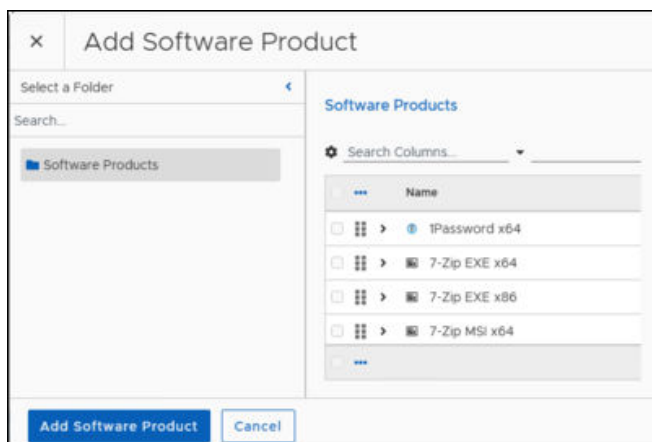 × Add Software Product
Select a Folder
Search...
Software Products
Software Products
Search Columns...
Name
1Password x64
7-Zip EXE x64
7-Zip EXE x86
7-Zip MSI x64
Add Software Product
Cancel